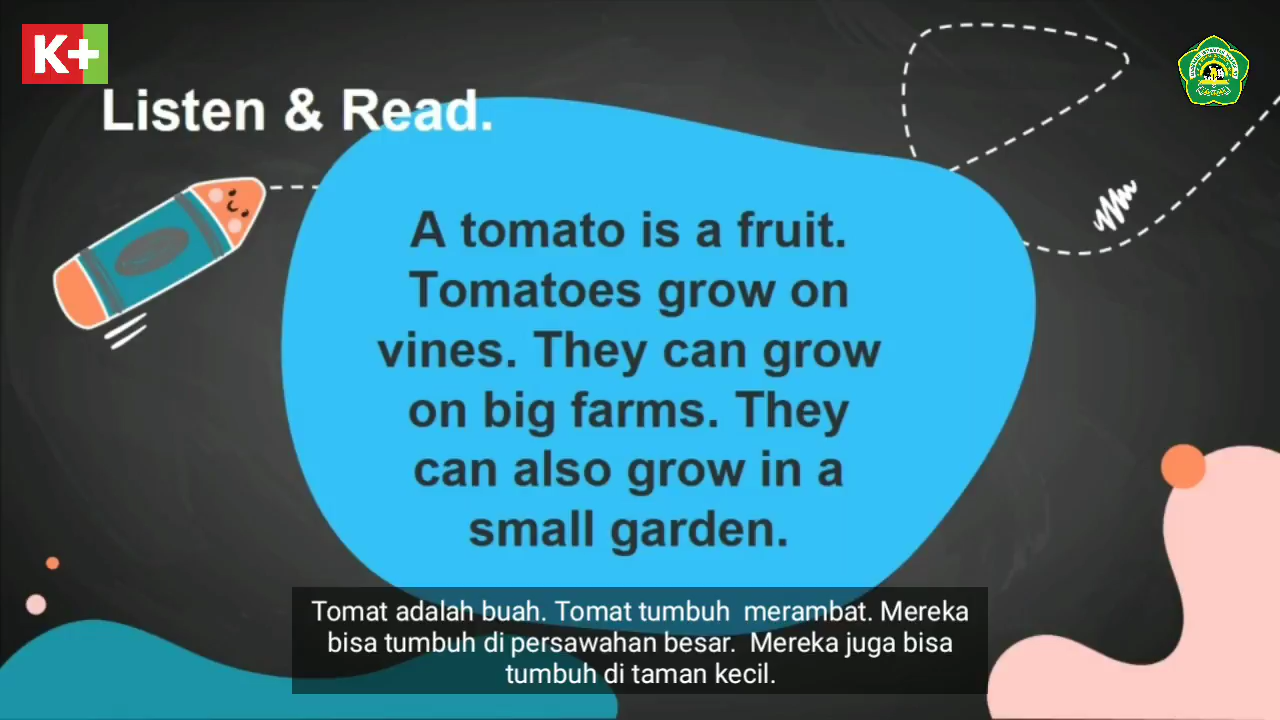 K+
Listen & Read.
A tomato is a fruit.
Tomatoes grow on
vines. They can grow
on big farms. They
can also grow in a
small garden.
Tomat adalah buah. Tomat tumbuh merambat. Mereka
bisa tumbuh di persawahan besar. Mereka juga bisa
tumbuh di taman kecil.